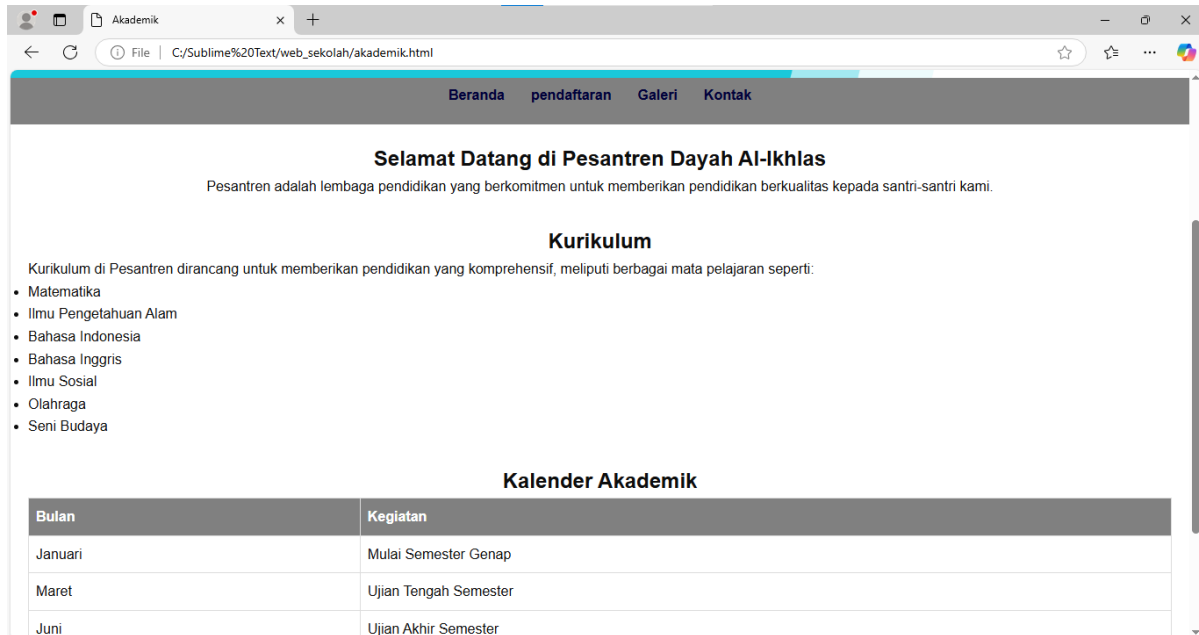 Akademik
File | C:/Sublime%20Text/web_sekolah/akademik.html
Beranda pendaftaran Galeri Kontak
Selamat Datang di Pesantren Dayah Al-Ikhlas
Pesantren adalah lembaga pendidikan yang berkomitmen untuk memberikan pendidikan berkualitas kepada santri-santri kami.
Kurikulum
Kurikulum di Pesantren dirancang untuk memberikan pendidikan yang komprehensif, meliputi berbagai mata pelajaran seperti:
• Matematika
• Ilmu Pengetahuan Alam
• Bahasa Indonesia
• Bahasa Inggris
• Ilmu Sosial
• Olahraga
• Seni Budaya
Kalender Akademik
Bulan Kegiatan
Januari Mulai Semester Genap
Maret Ujian Tengah Semester
Juni Ujian Akhir Semester